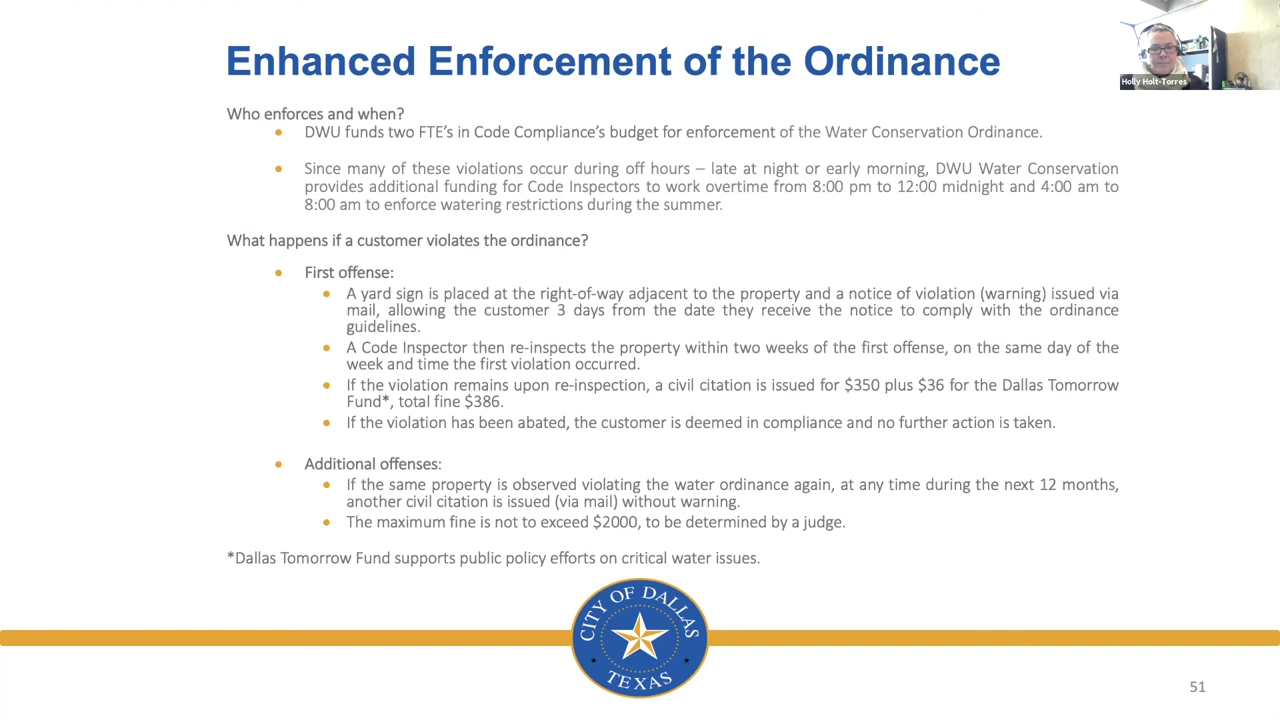 Enhanced Enforcement of the Ordinance
Holly Holt-Torres
Who enforces and when?
DWU funds two FTE's in Code Compliance's budget for enforcement of the Water Conservation Ordinance.
Since many of these violations occur during off hours – late at night or early morning, DWU Water Conservation
provides additional funding for Code Inspectors to work overtime from 8:00 pm to 12:00 midnight and 4:00 am to
8:00 am to enforce watering restrictions during the summer.
What happens if a customer violates the ordinance?
First offense:
A yard sign is placed at the right-of-way adjacent to the property and a notice of violation (warning) issued via
mail, allowing the customer 3 days from the date they receive the notice to comply with the ordinance
guidelines.
A Code Inspector then re-inspects the property within two weeks of the first offense, on the same day of the
week and time the first violation occurred.
If the violation remains upon re-inspection, a civil citation is issued for $350 plus $36 for the Dallas Tomorrow
Fund*, total fine $386.
If the violation has been abated, the customer is deemed in compliance and no further action is taken.
Additional offenses:
If the same property is observed violating the water ordinance again, at any time during the next 12 months,
another civil citation is issued (via mail) without warning.
The maximum fine is not to exceed $2000, to be determined by a judge.
*Dallas Tomorrow Fund supports public policy efforts on critical water issues.
CITY OF DALLAS
TEXAS
51